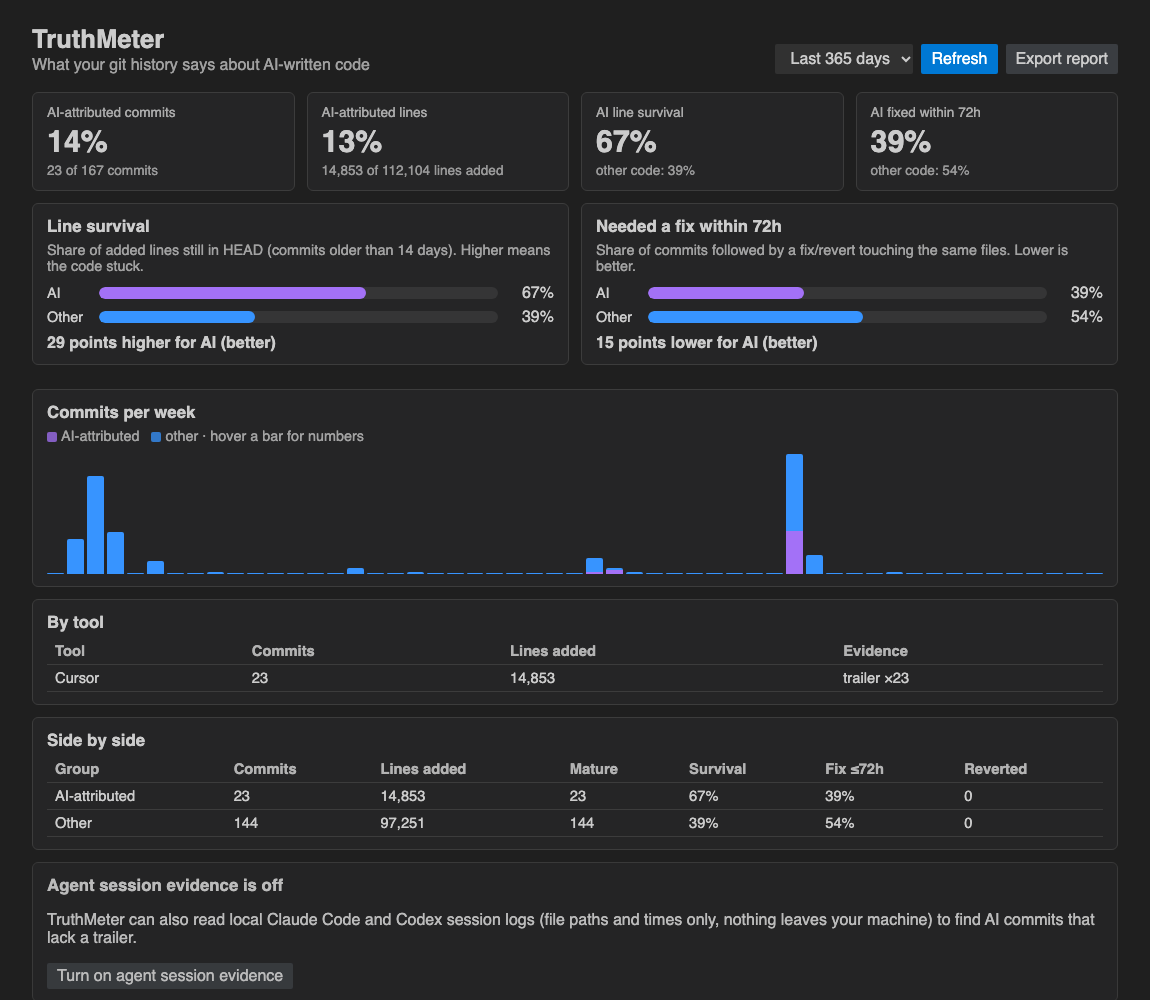 TruthMeter
What your git history says about AI-written code
Last 365 days
Refresh
Export report
AI-attributed commits
14%
23 of 167 commits
AI-attributed lines
13%
14,853 of 112,104 lines added
AI line survival
67%
other code: 39%
AI fixed within 72h
39%
other code: 54%
Line survival
Share of added lines still in HEAD (commits older than 14 days). Higher means
the code stuck.
AI 67%
Other 39%
29 points higher for AI (better)
Needed a fix within 72h
Share of commits followed by a fix/revert touching the same files. Lower is
better.
AI 39%
Other 54%
15 points lower for AI (better)
Commits per week
AI-attributed other · hover a bar for numbers
By tool
Tool Commits Lines added Evidence
Cursor 23 14,853 trailer ×23
Side by side
Group Commits Lines added Mature Survival Fix ≤72h Reverted
AI-attributed 23 14,853 23 67% 39% 0
Other 144 97,251 144 39% 54% 0
Agent session evidence is off
TruthMeter can also read local Claude Code and Codex session logs (file paths and times only, nothing leaves your machine) to find AI commits that
lack a trailer.
Turn on agent session evidence